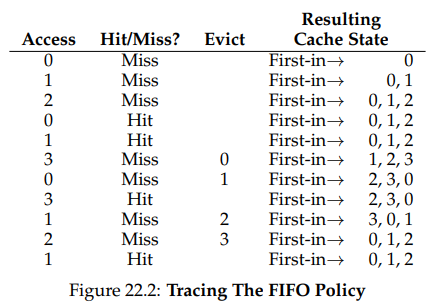 Resulting
Access Hit/Miss? Evict Cache State
0 Miss First-in→ 0
1 Miss First-in→ 0, 1
2 Miss First-in→ 0, 1, 2
0 Hit First-in→ 0, 1, 2
1 Hit First-in→ 0, 1, 2
3 Miss 0 First-in→ 1, 2, 3
0 Miss 1 First-in→ 2, 3, 0
3 Hit First-in→ 2, 3, 0
1 Miss 2 First-in→ 3, 0, 1
2 Miss 3 First-in→ 0, 1, 2
1 Hit First-in→ 0, 1, 2
Figure 22.2: Tracing The FIFO Policy